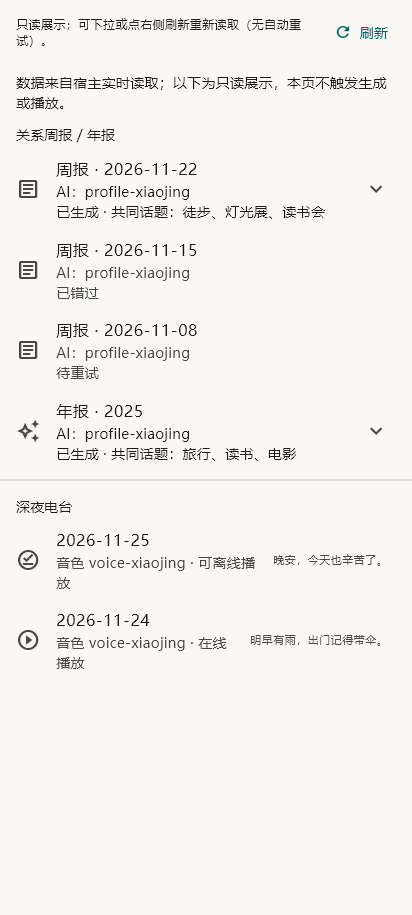 只读展示；可下拉或点右侧刷新重新读取（无自动重
试）。
刷新
数据来自宿主实时读取；以下为只读展示，本页不触发生成
或播放。
关系周报 / 年报
周报 · 2026-11-22
AI：profile-xiaojing
已生成 · 共同话题：徒步、灯光展、读书会
周报 · 2026-11-15
AI：profile-xiaojing
已错过
周报 · 2026-11-08
AI：profile-xiaojing
待重试
年报 · 2025
AI：profile-xiaojing
已生成 · 共同话题：旅行、读书、电影
深夜电台
2026-11-25
音色 voice-xiaojing · 可离线播
放
晚安，今天也辛苦了。
2026-11-24
音色 voice-xiaojing · 在线
播放
明早有雨，出门记得带伞。